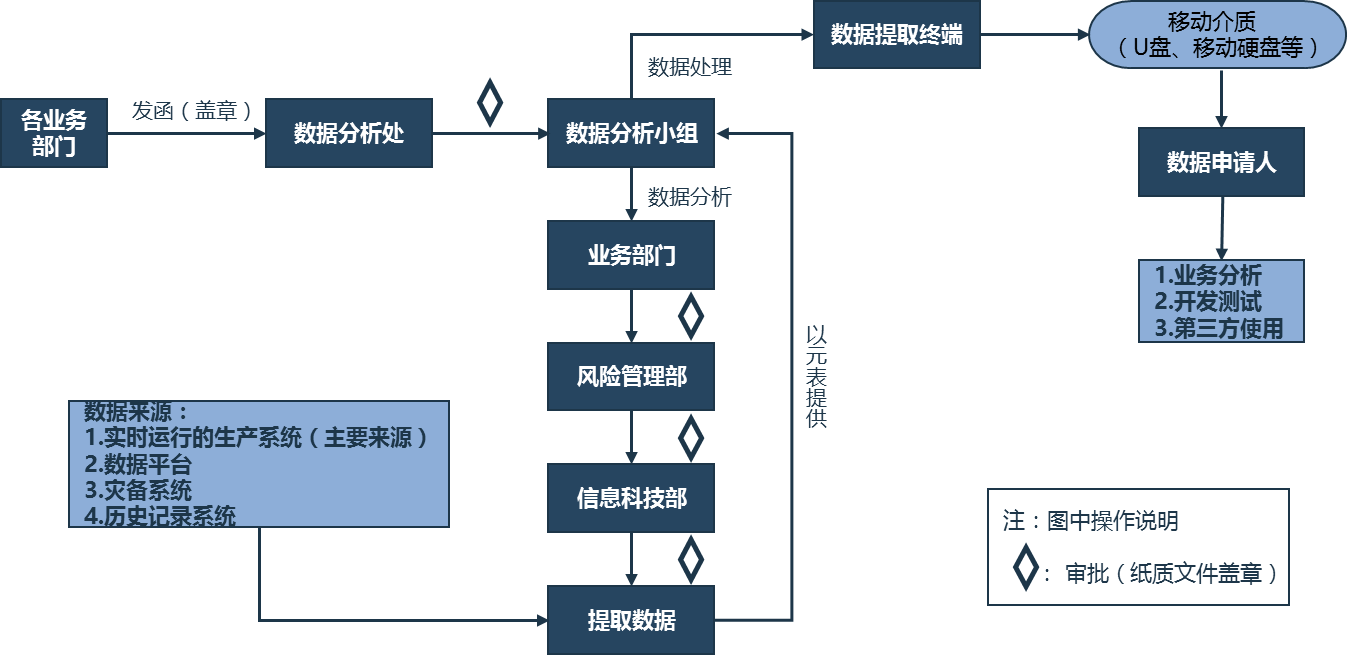 数据提取终端
移动介质
（U盘、移动硬盘等）
数据处理
各业务
部门
发函（盖章）
数据分析处
数据分析小组
数据申请人
数据分析
业务部门
1.业务分析
2.开发测试
3.第三方使用
以元表提供
风险管理部
数据来源：
1.实时运行的生产系统（主要来源）
2.数据平台
3.灾备系统
4.历史记录系统
信息科技部
注：图中操作说明
：审批（纸质文件盖章）
提取数据